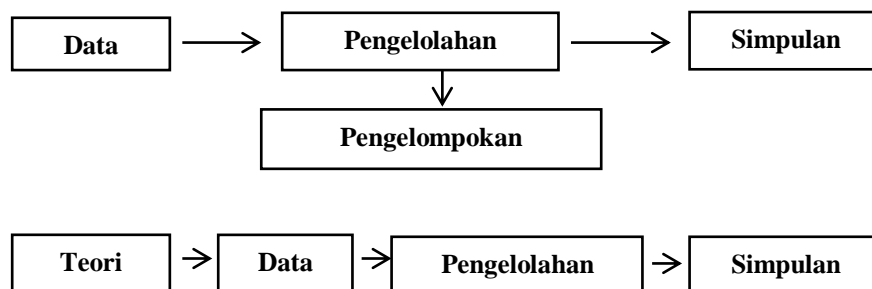 Data Pengelolahan Simpulan
Pengelompokan
Teori Data Pengelolahan Simpulan